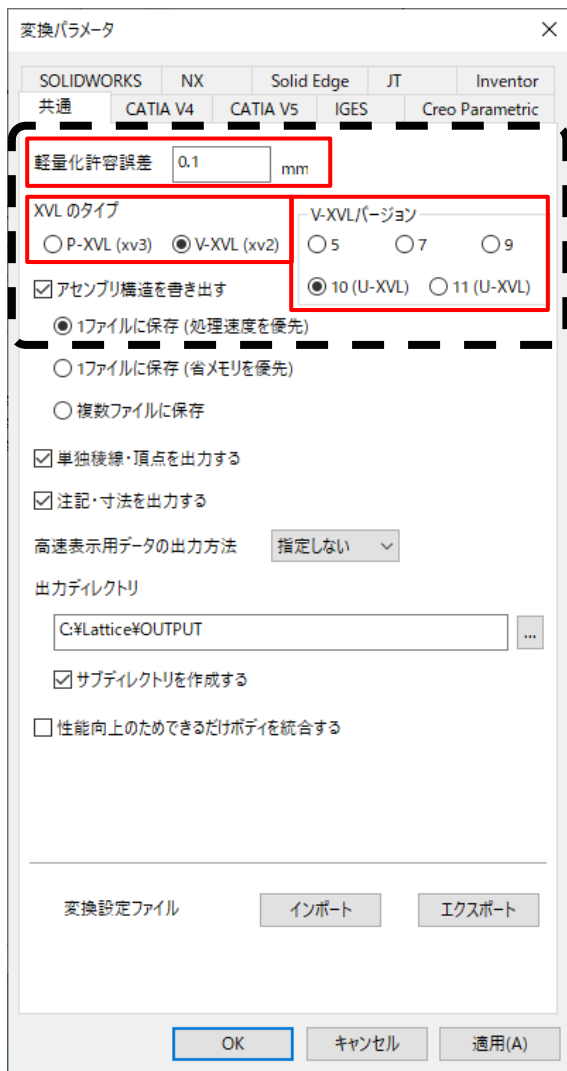 変換パラメータ
SOLIDWORKS NX Solid Edge JT Inventor
共通 CATIA V4 CATIA V5 IGES Creo Parametric
軽量化許容誤差 0.1 mm
XVL のタイプ
P-XVL (xv3) V-XVL (xv2)
V-XVLバージョン
5 7 9
10 (U-XVL) 11 (U-XVL)
アセンブリ構造を書き出す
1ファイルに保存 (処理速度を優先)
1ファイルに保存 (省メモリを優先)
複数ファイルに保存
単独稜線・頂点を出力する
注記・寸法を出力する
高速表示用データの出力方法 指定しない
出力ディレクトリ
C:¥Lattice¥OUTPUT ...
サブディレクトリを作成する
性能向上のためできるだけボディを統合する
変換設定ファイル インポート エクスポート
OK キャンセル 適用(A)